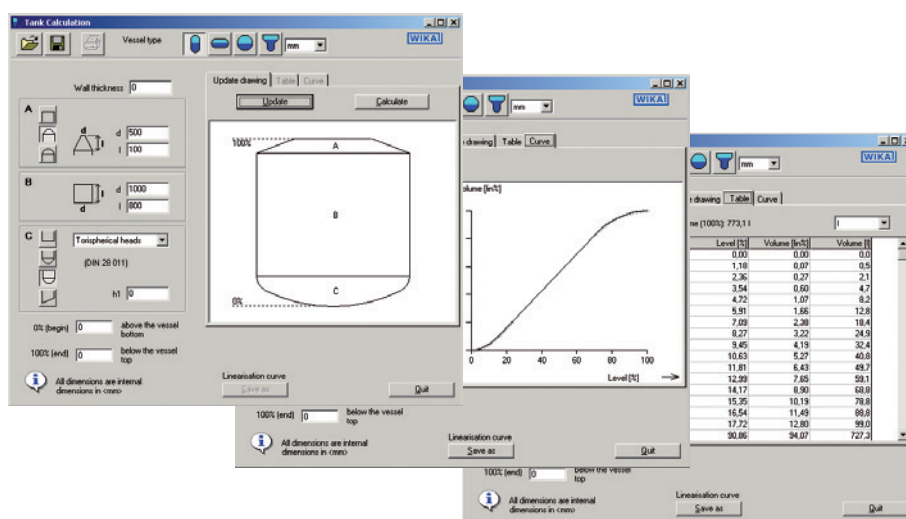 Tank Calculation
Vessel type
mm
WIKA
Wall thickness 0
A
d
l
d 500
l 100
B
d
l
d 1000
l 800
C
Torispherical heads
(DIN 28 011)
h1 0
0% (begin) 0 above the vessel
bottom
100% (end) 0 below the vessel
top
All dimensions are internal
dimensions in <mm>
Update drawing Table Curve
Update Calculate
100%
A
B
C
0%
Linearisation curve
Save as
Quit
mm
WIKA
drawing Table Curve
olume [lin%]
0 20 40 60 80 100
Level [%]
100% (end) 0 below the vessel
top
All dimensions are internal
dimensions in <mm>
Linearisation curve
Save as
Quit
mm
WIKA
drawing Table Curve
me (100%): 773,1 l
l
Level [%] Volume [lin%] Volume [l]
0,00 0,00 0,0
1,18 0,07 0,5
2,36 0,27 2,1
3,54 0,60 4,7
4,72 1,07 8,2
5,91 1,66 12,8
7,09 2,38 18,4
8,27 3,22 24,9
9,45 4,19 32,4
10,63 5,27 40,8
11,81 6,43 49,7
12,99 7,65 59,1
14,17 8,90 68,8
15,35 10,19 78,8
16,54 11,49 88,8
17,72 12,80 99,0
90,86 94,07 727,3
100% (end) 0 below the vessel
top
All dimensions are internal
dimensions in <mm>
Linearisation curve
Save as
Quit